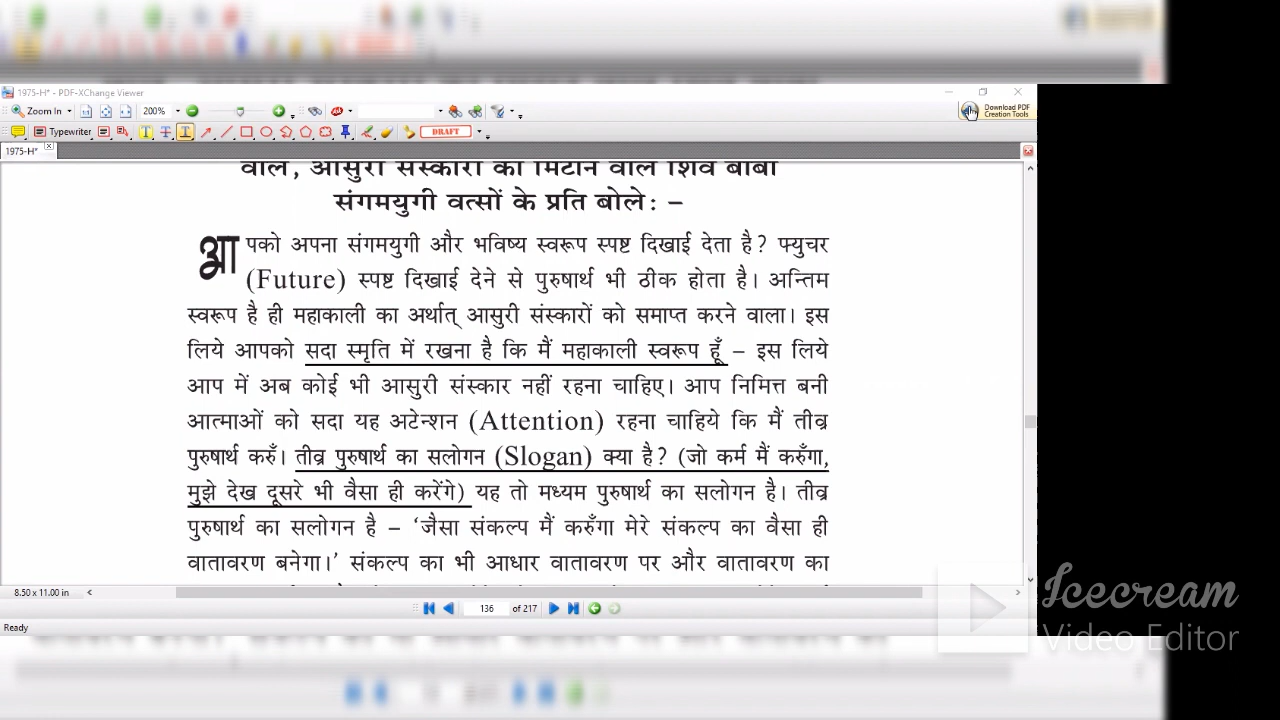 1975-H* - PDF-XChange Viewer
Zoom In 200% Download PDF Creation Tools
Typewriter DRAFT
1975-H*
वाले, आसुरी संस्कारों को मिटाने वाले शिव बाबा
संगमयुगी वत्सों के प्रति बोले: –
आपको अपना संगमयुगी और भविष्य स्वरूप स्पष्ट दिखाई देता है? फ्युचर
(Future) स्पष्ट दिखाई देने से पुरुषार्थ भी ठीक होता है। अन्तिम
स्वरूप है ही महाकाली का अर्थात् आसुरी संस्कारों को समाप्त करने वाला। इस
लिये आपको सदा स्मृति में रखना है कि मैं महाकाली स्वरूप हूँ – इस लिये
आप में अब कोई भी आसुरी संस्कार नहीं रहना चाहिए। आप निमित्त बनी
आत्माओं को सदा यह अटेन्शन (Attention) रहना चाहिये कि मैं तीव्र
पुरुषार्थ करुँ। तीव्र पुरुषार्थ का सलोगन (Slogan) क्या है? (जो कर्म मैं करुँगा,
मुझे देख दूसरे भी वैसा ही करेंगे) यह तो मध्यम पुरुषार्थ का सलोगन है। तीव्र
पुरुषार्थ का सलोगन है – ‘जैसा संकल्प मैं करुँगा मेरे संकल्प का वैसा ही
वातावरण बनेगा।’ संकल्प का भी आधार वातावरण पर और वातावरण का
8.50 x 11.00 in
136 of 217
Ready
Icecream
Video Editor